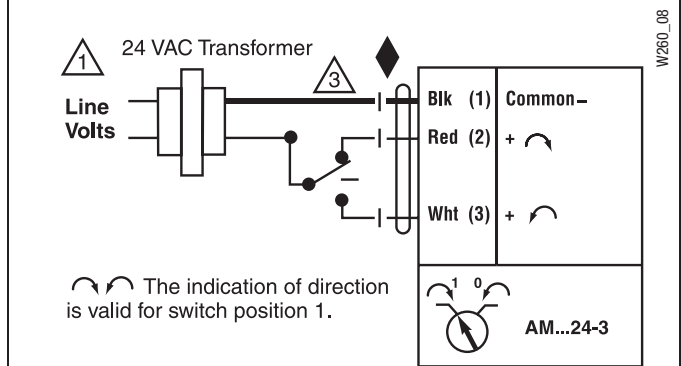 W260_08
1
24 VAC Transformer
3
Line
Volts
Blk (1) Common –
Red (2) +
Wht (3) +
The indication of direction
is valid for switch position 1.
1 0
AM...24-3